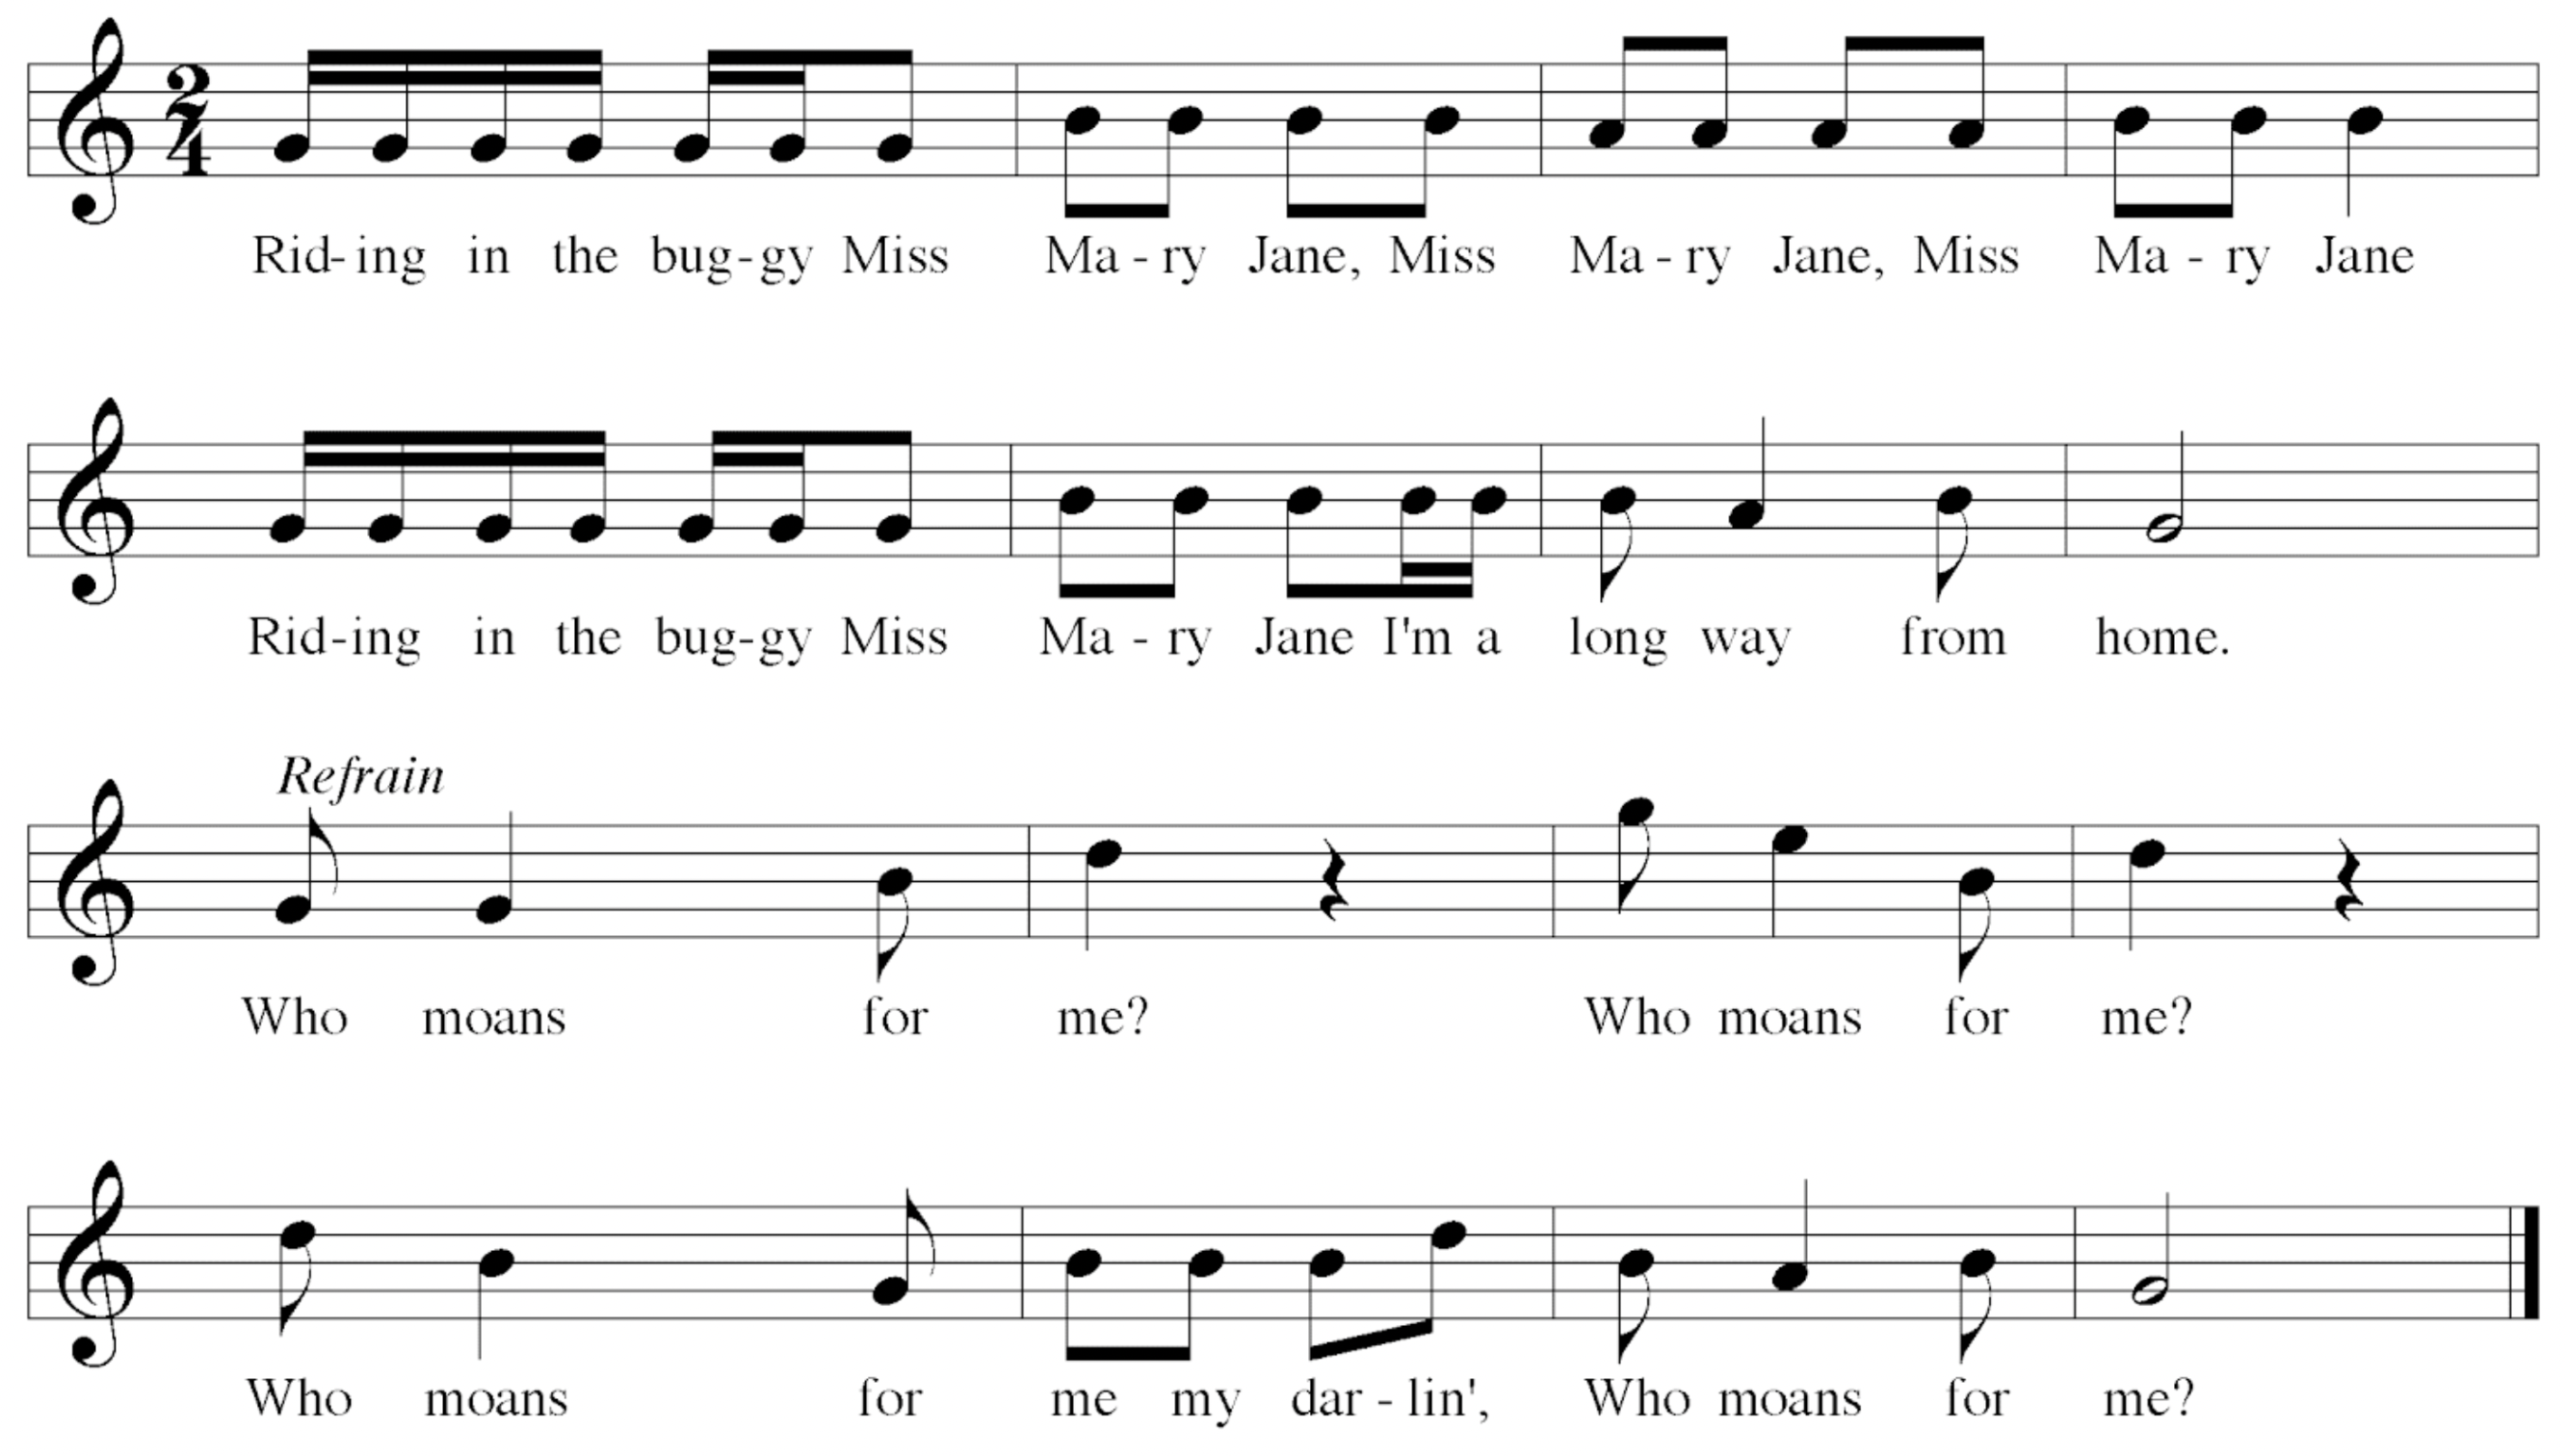 2
4
Rid-ing in the bug-gy Miss Ma - ry Jane, Miss Ma - ry Jane, Miss Ma - ry Jane
Rid-ing in the bug-gy Miss Ma - ry Jane I'm a long way from home.
Refrain
Who moans for me? Who moans for me?
Who moans for me my dar - lin', Who moans for me?